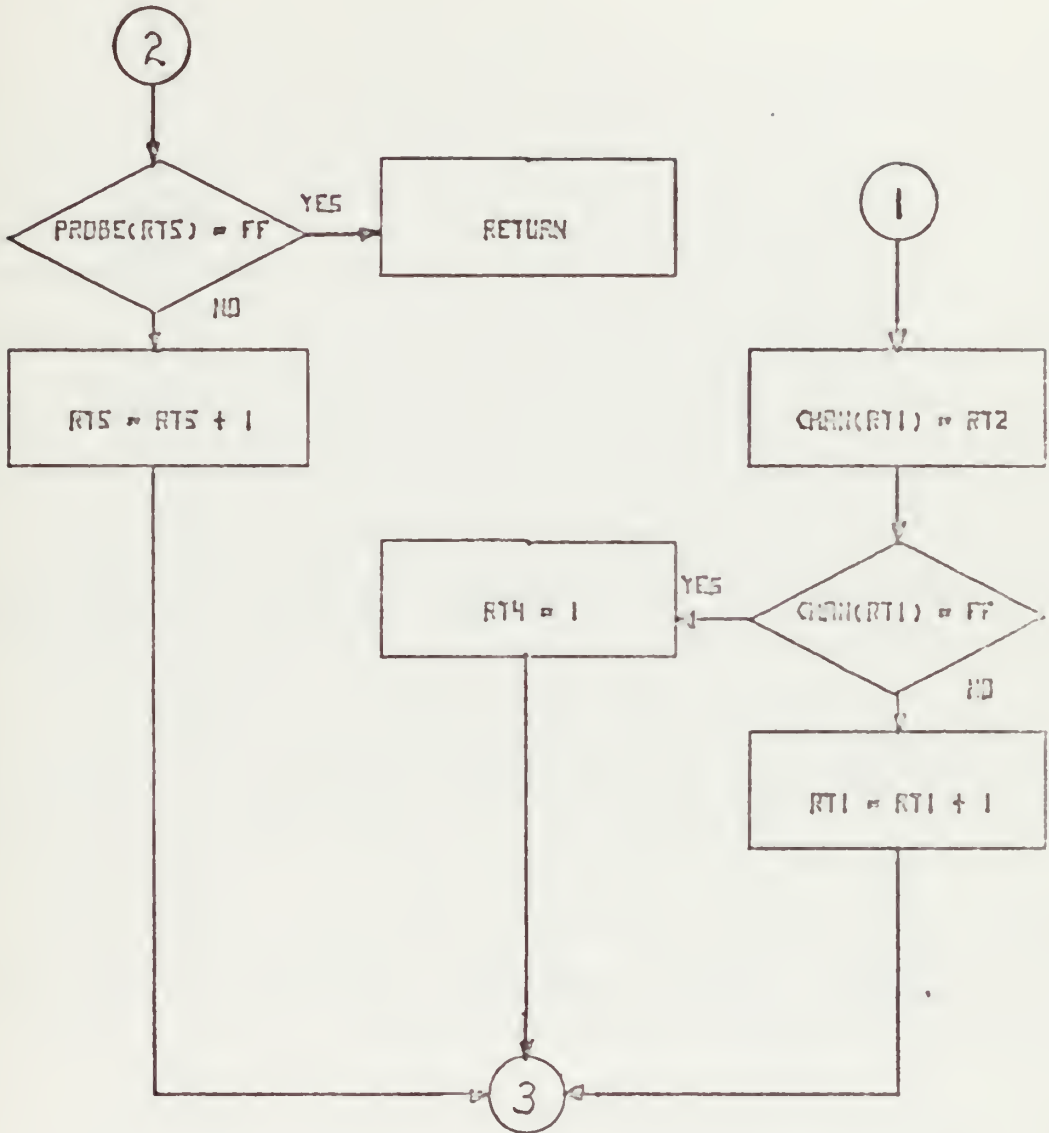 2
PROBE(RT5) = FF
YES
RETURN
NO
RT5 = RT5 + 1
1
CHAN(RT1) = RT2
CHAN(RT1) = FF
YES
RT4 = 1
NO
RT1 = RT1 + 1
3